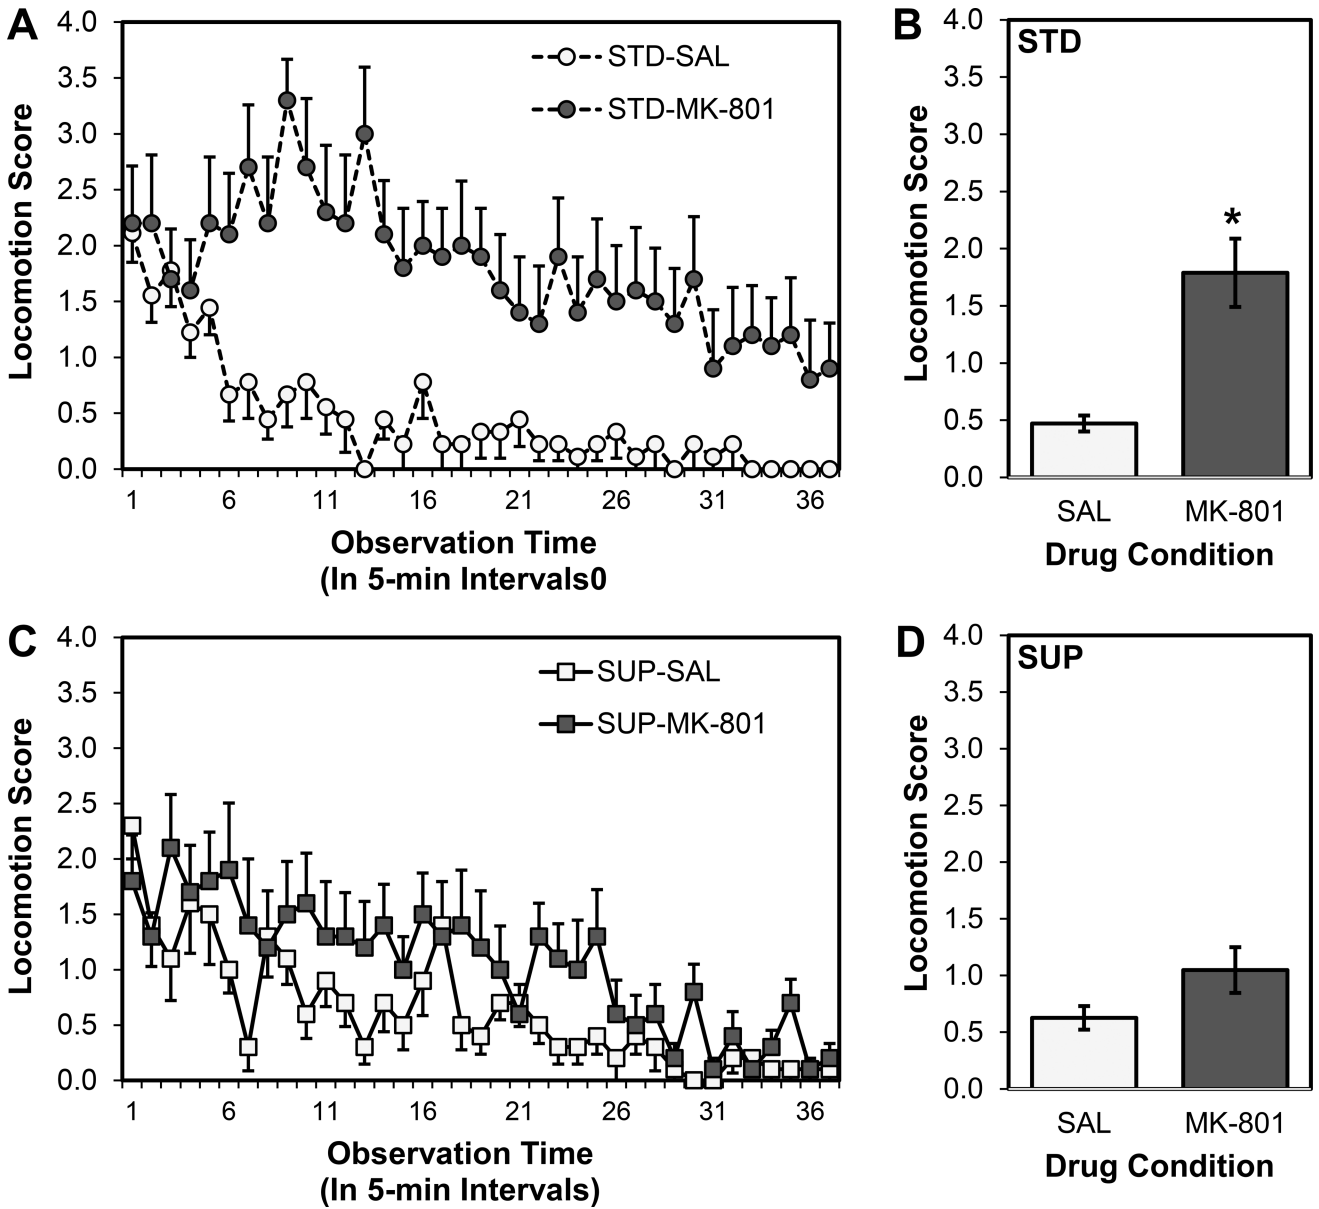 A
4.0
3.5
3.0
2.5
2.0
1.5
1.0
0.5
0.0
Locomotion Score
STD-SAL
STD-MK-801
1 6 11 16 21 26 31 36
Observation Time
(In 5-min Intervals0
B
4.0
3.5
3.0
2.5
2.0
1.5
1.0
0.5
0.0
Locomotion Score
STD
*
SAL MK-801
Drug Condition
C
4.0
3.5
3.0
2.5
2.0
1.5
1.0
0.5
0.0
Locomotion Score
SUP-SAL
SUP-MK-801
1 6 11 16 21 26 31 36
Observation Time
(In 5-min Intervals)
D
4.0
3.5
3.0
2.5
2.0
1.5
1.0
0.5
0.0
Locomotion Score
SUP
SAL MK-801
Drug Condition